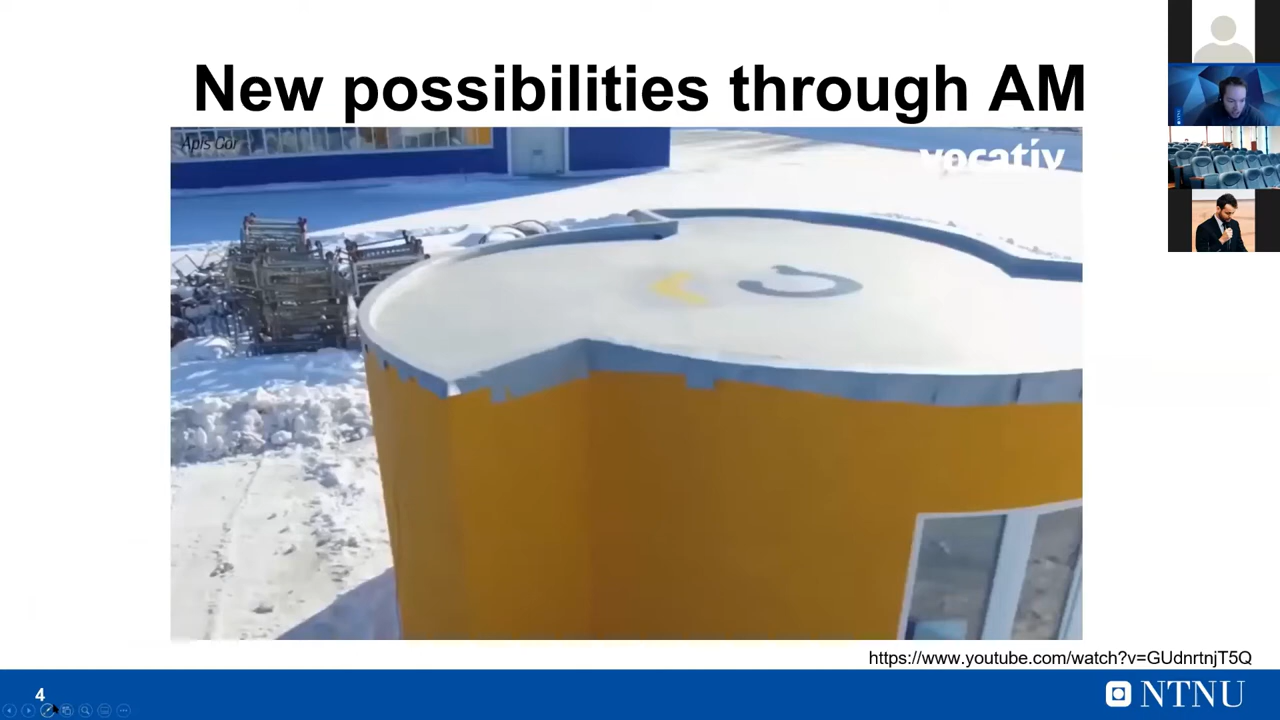 New possibilities through AM
Apis Cor
vocativ
https://www.youtube.com/watch?v=GUdnrtnjT5Q
4
NTNU